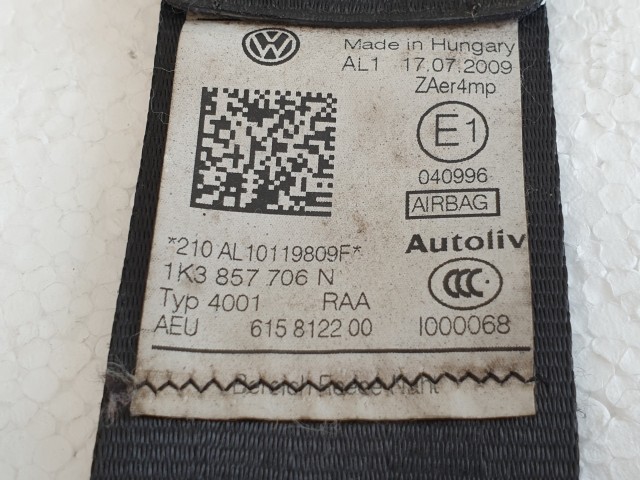 Made in Hungary
AL1 17.07.2009
ZAer4mp
E1
040996
AIRBAG
*210 AL10119809F*
Autoliv
1K3 857 706 N
Typ 4001 RAA
AEU 615 8122 00
I000068
Bereich